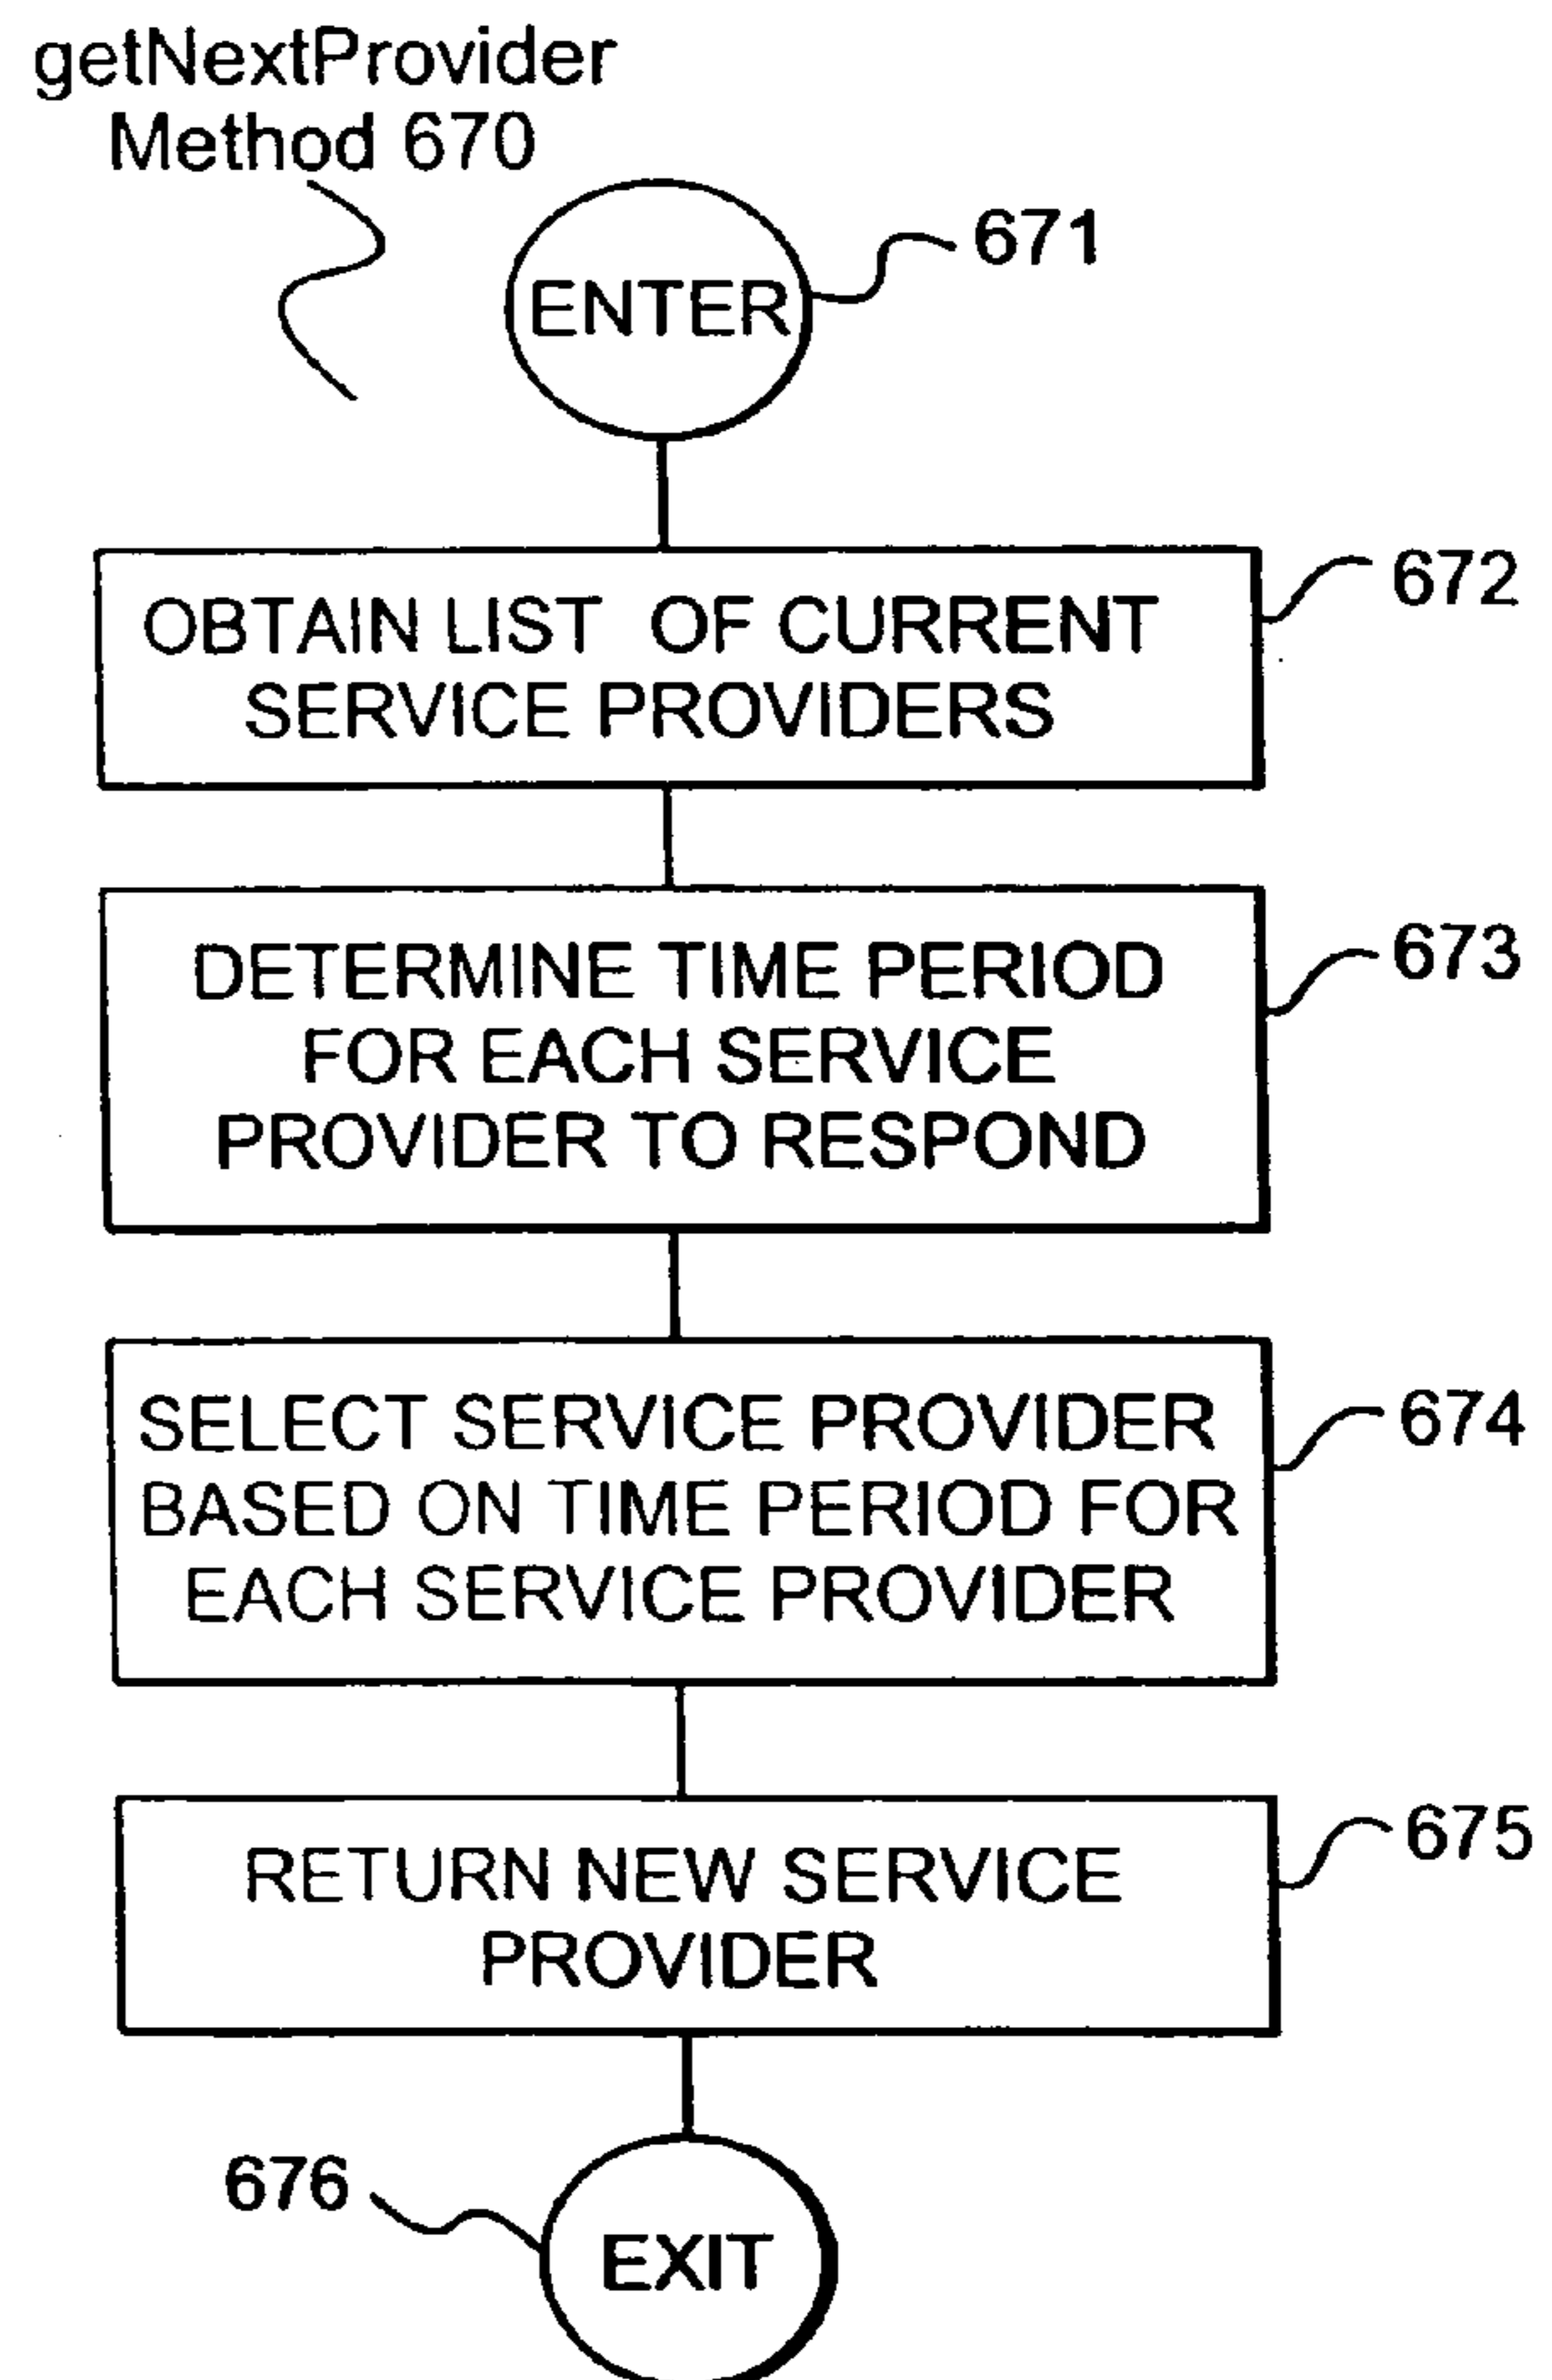 getNextProvider
Method 670
ENTER
671
OBTAIN LIST OF CURRENT
SERVICE PROVIDERS
672
DETERMINE TIME PERIOD
FOR EACH SERVICE
PROVIDER TO RESPOND
673
SELECT SERVICE PROVIDER
BASED ON TIME PERIOD FOR
EACH SERVICE PROVIDER
674
RETURN NEW SERVICE
PROVIDER
675
676
EXIT